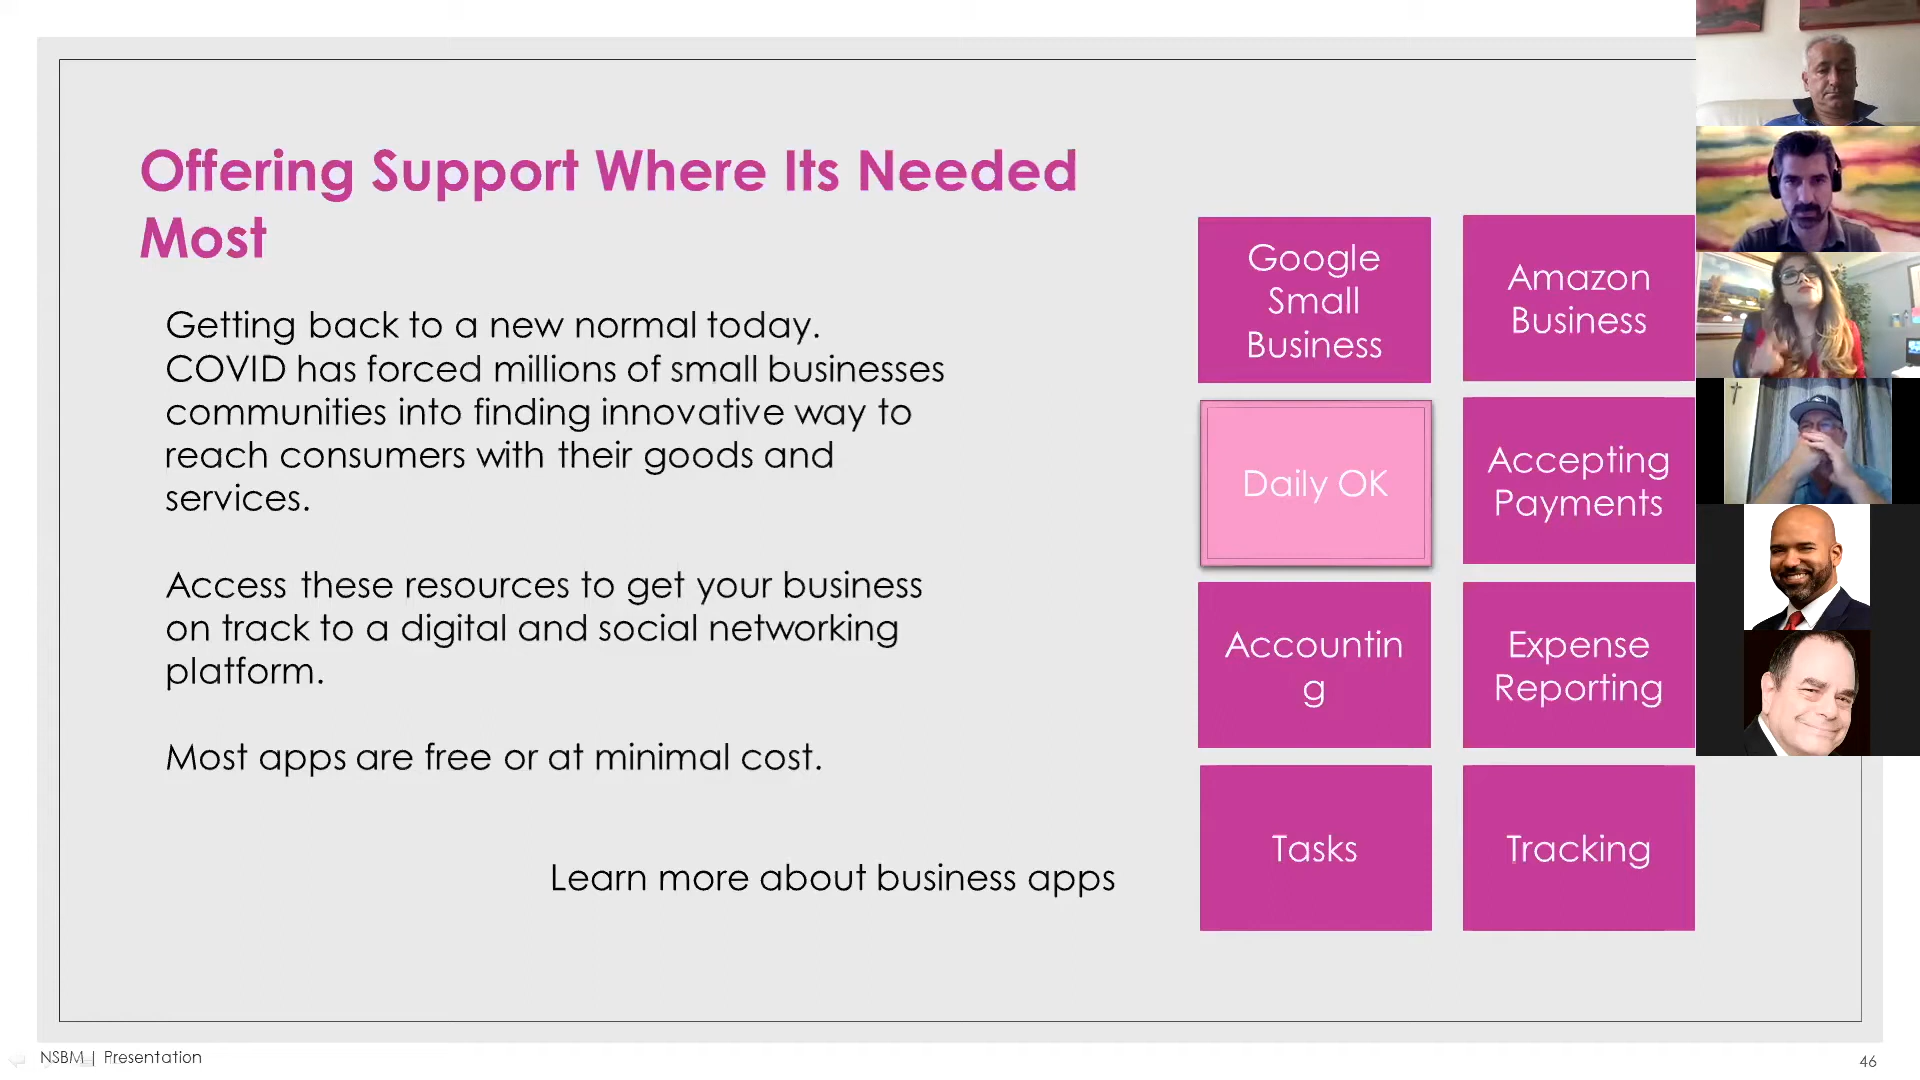 Offering Support Where Its Needed
Most
Getting back to a new normal today.
COVID has forced millions of small businesses
communities into finding innovative way to
reach consumers with their goods and
services.
Access these resources to get your business
on track to a digital and social networking
platform.
Most apps are free or at minimal cost.
Learn more about business apps
Google
Small
Business
Amazon
Business
Daily OK
Accepting
Payments
Accountin
g
Expense
Reporting
Tasks
Tracking
NSBM | Presentation
46